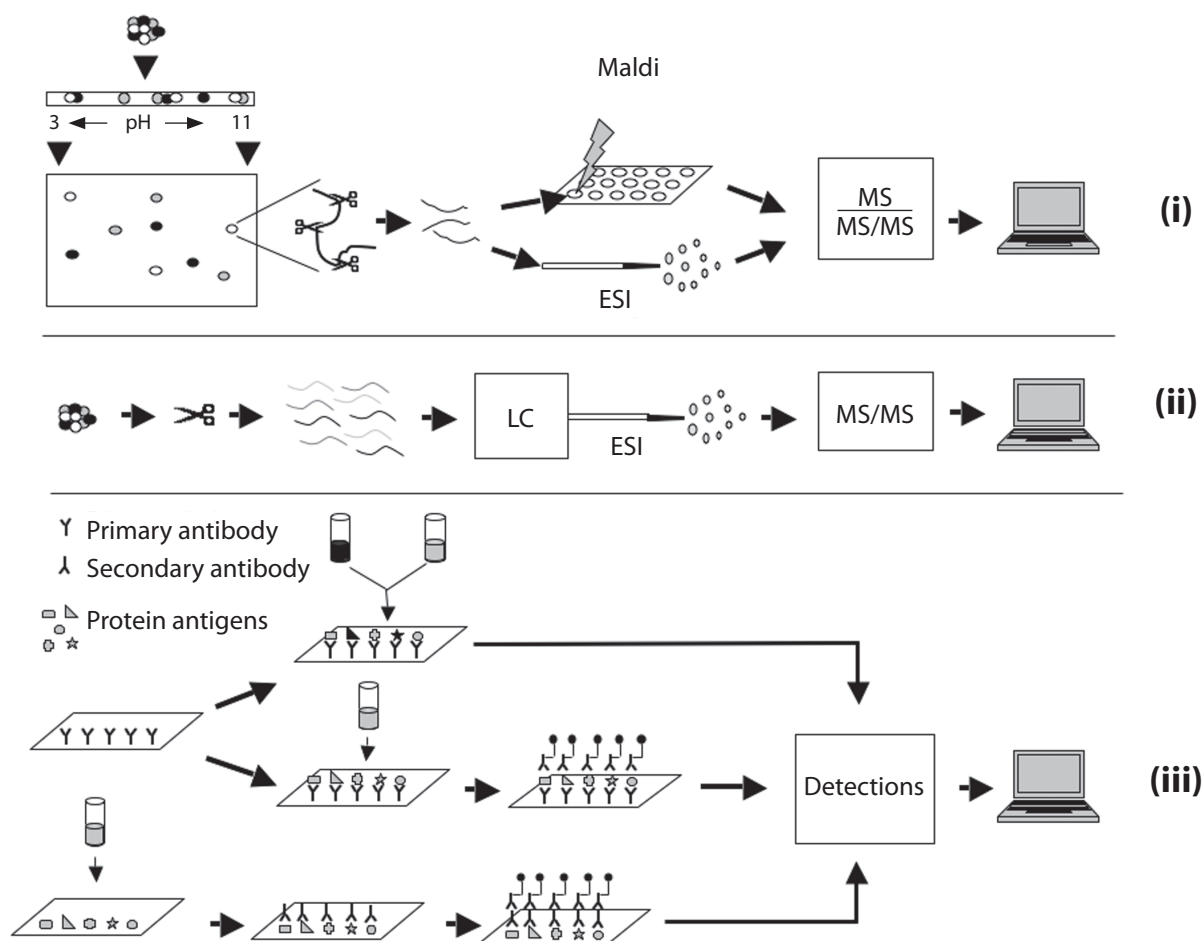 Maldi
3 pH 11
MS
MS/MS
(i)
ESI
LC
ESI
MS/MS
(ii)
Primary antibody
Secondary antibody
Protein antigens
Detections
(iii)